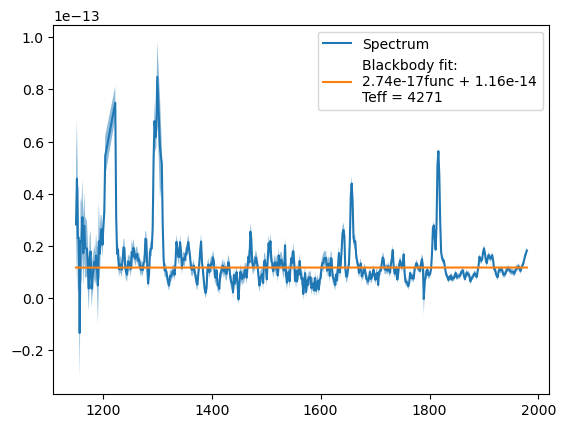 1e−13
1.0
0.8
0.6
0.4
0.2
0.0
−0.2
1200
1400
1600
1800
2000
Spectrum
Blackbody fit:
2.74e-17func + 1.16e-14
Teff = 4271